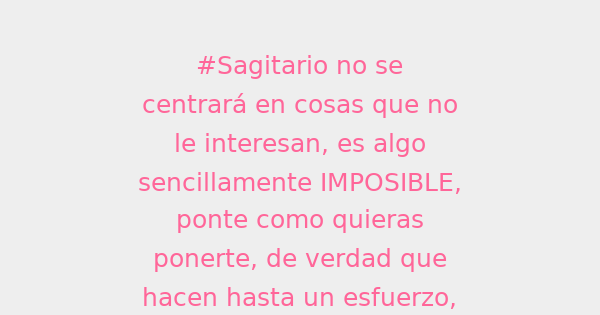 #Sagitario no se
centrará en cosas que no
le interesan, es algo
sencillamente IMPOSIBLE,
ponte como quieras
ponerte, de verdad que
hacen hasta un esfuerzo,